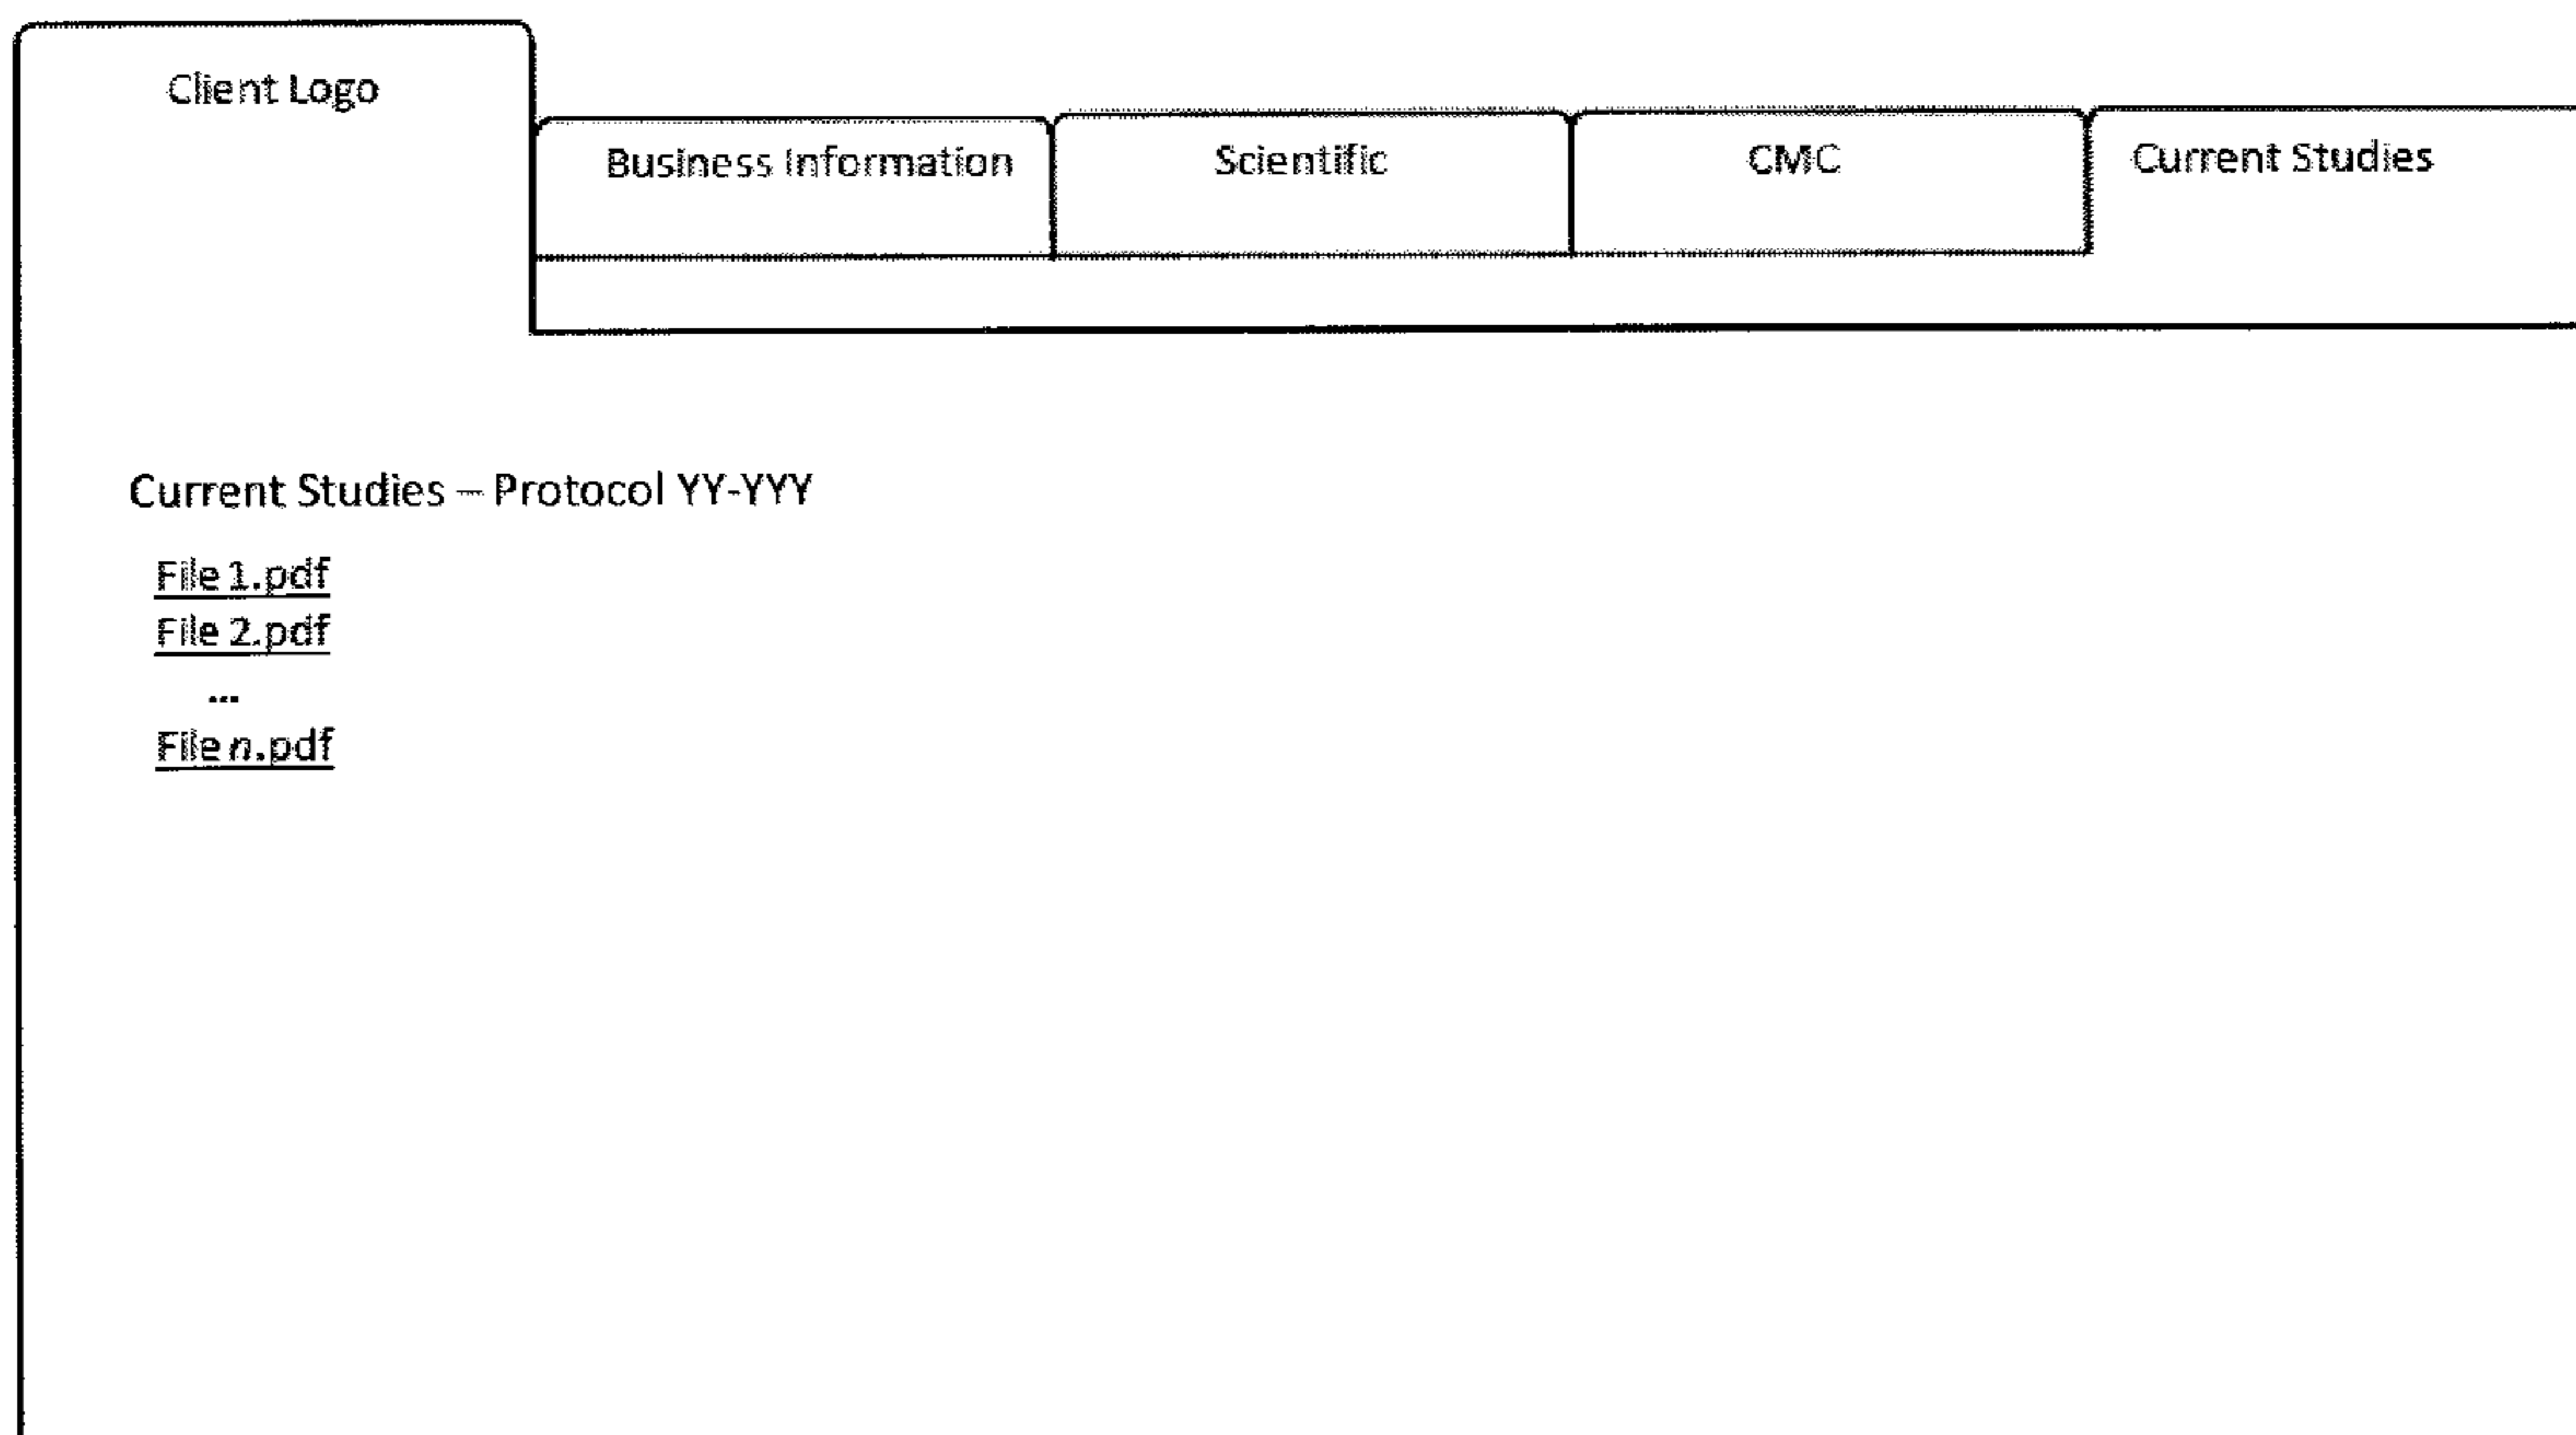 Client Logo
Business Information
Scientific
CMC
Current Studies
Current Studies – Protocol YY-YYY
File 1.pdf
File 2.pdf
...
File n.pdf